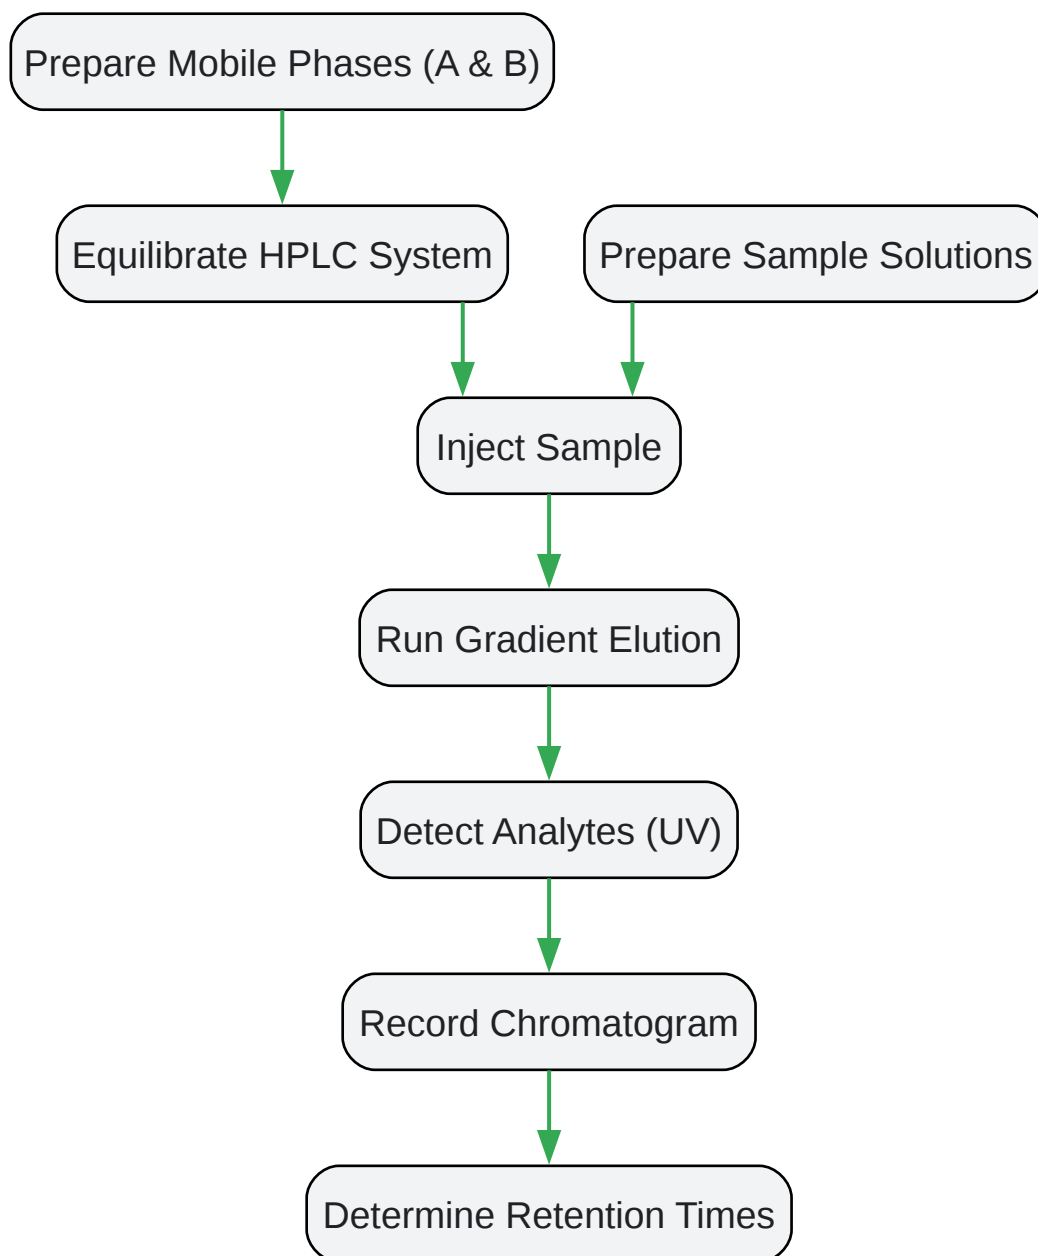 Prepare Mobile Phases (A & B)
Equilibrate HPLC System
Prepare Sample Solutions
Inject Sample
Run Gradient Elution
Detect Analytes (UV)
Record Chromatogram
Determine Retention Times